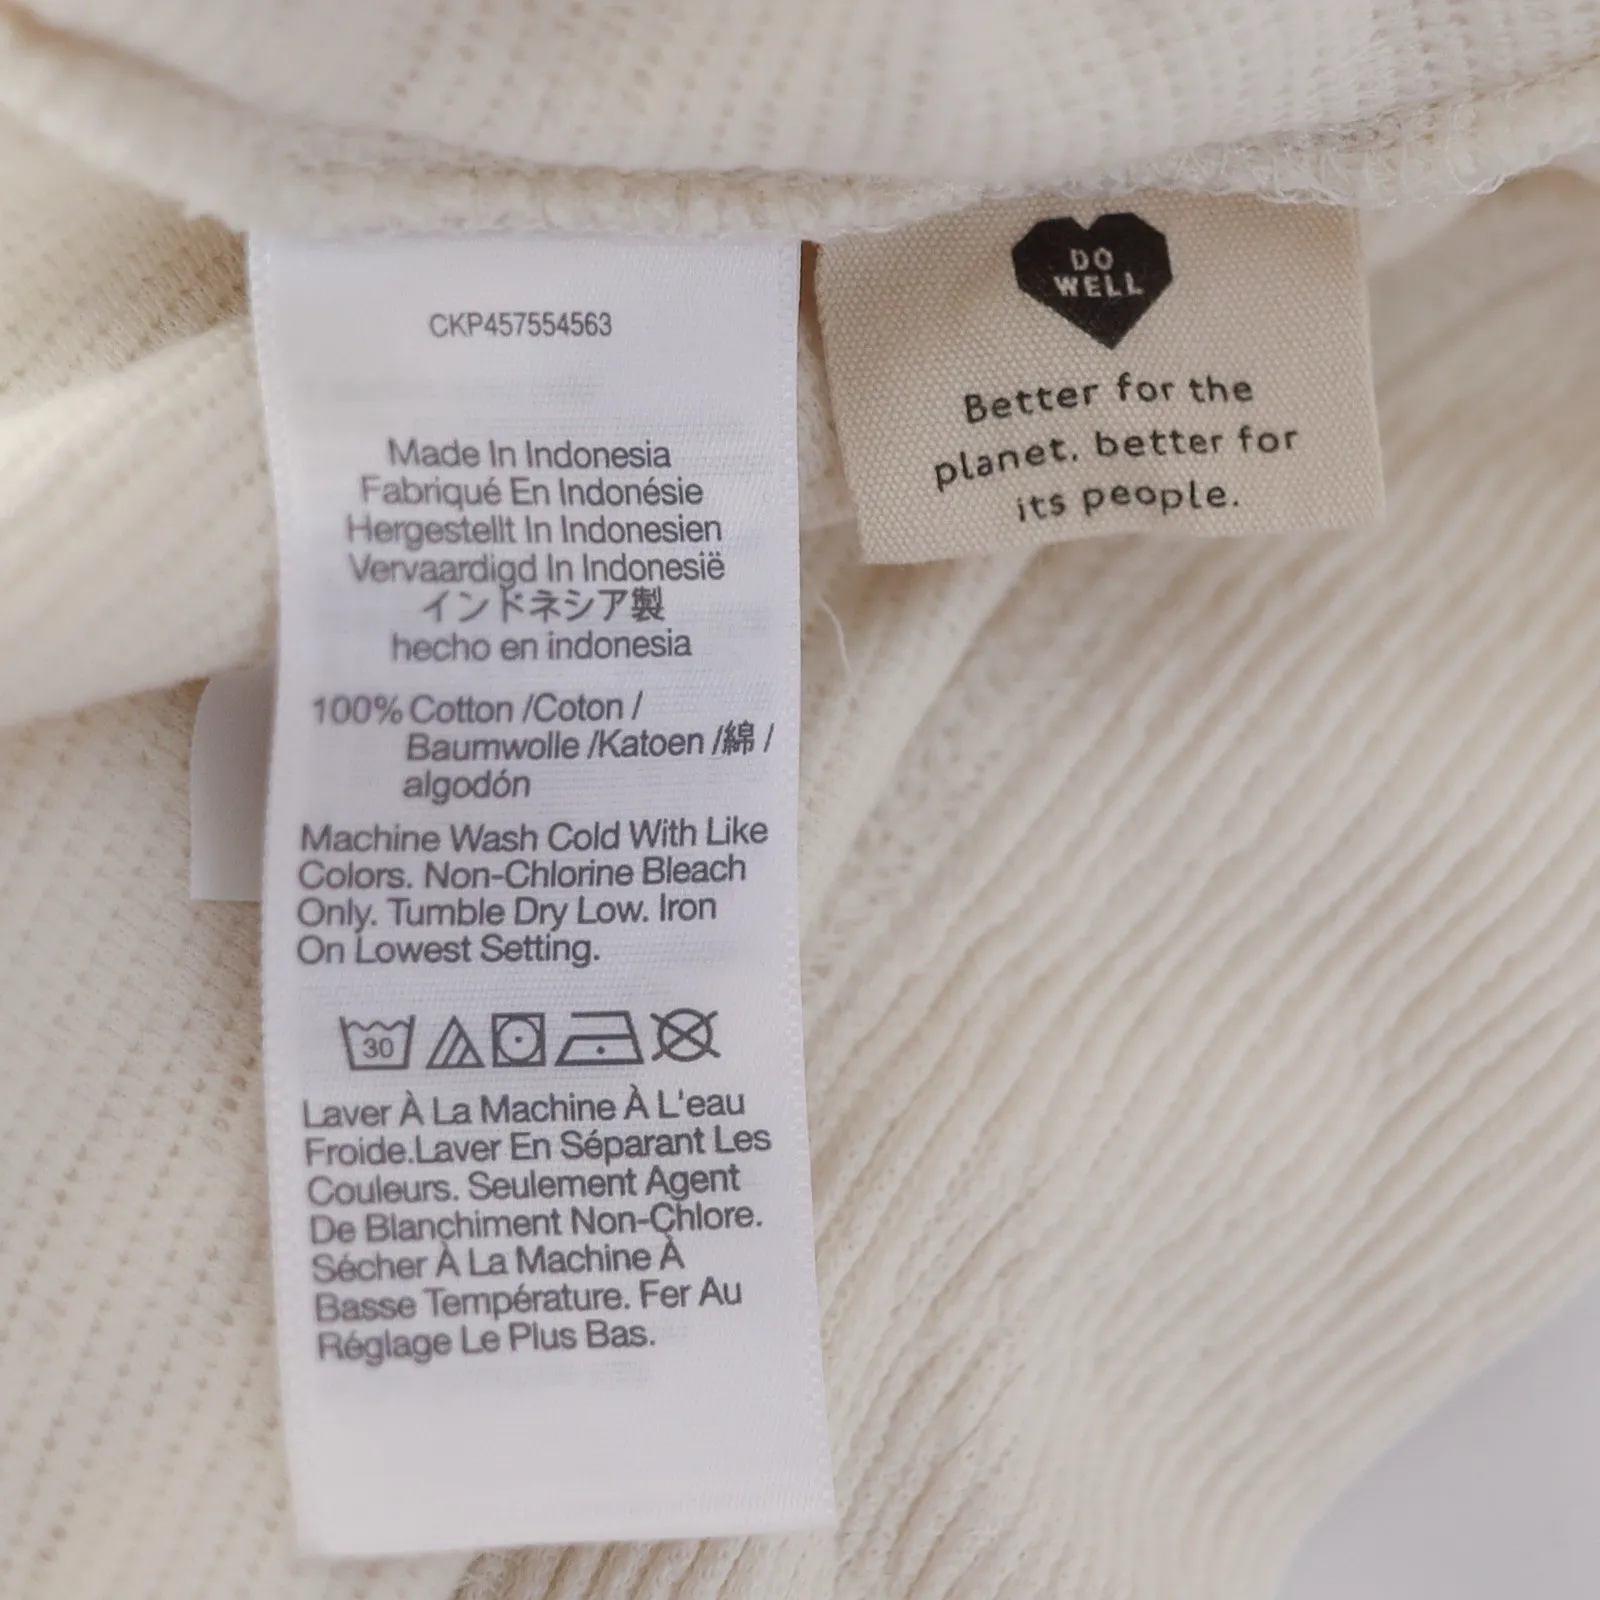 CKP457554563
Made In Indonesia
Fabriqué En Indonésie
Hergestellt In Indonesien
Vervaardigd In Indonesië
インドネシア製
hecho en indonesia
100% Cotton /Coton /
Baumwolle /Katoen /綿 /
algodón
Machine Wash Cold With Like
Colors. Non-Chlorine Bleach
Only. Tumble Dry Low. Iron
On Lowest Setting.
30
Laver À La Machine À L'eau
Froide.Laver En Séparant Les
Couleurs. Seulement Agent
De Blanchiment Non-Chlore.
Sécher À La Machine À
Basse Température. Fer Au
Réglage Le Plus Bas.
DO
WELL
Better for the
planet. better for
its people.